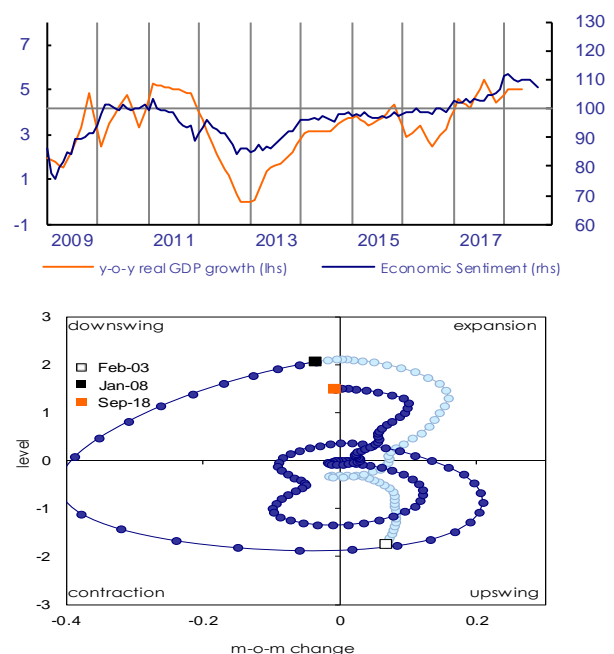 130
7
120
110
5
100
3
90
80
1
70
-1
60
2009
2011
2013
2015
2017
y-o-y real GDP growth (lhs)
Economic Sentiment (rhs)
3
downswing
expansion
Feb-03
2
Jan-08
Sep-18
1
level
0
-1
-2
contraction
upswing
-3
-0.4
-0.2
0
0.2
m-o-m change